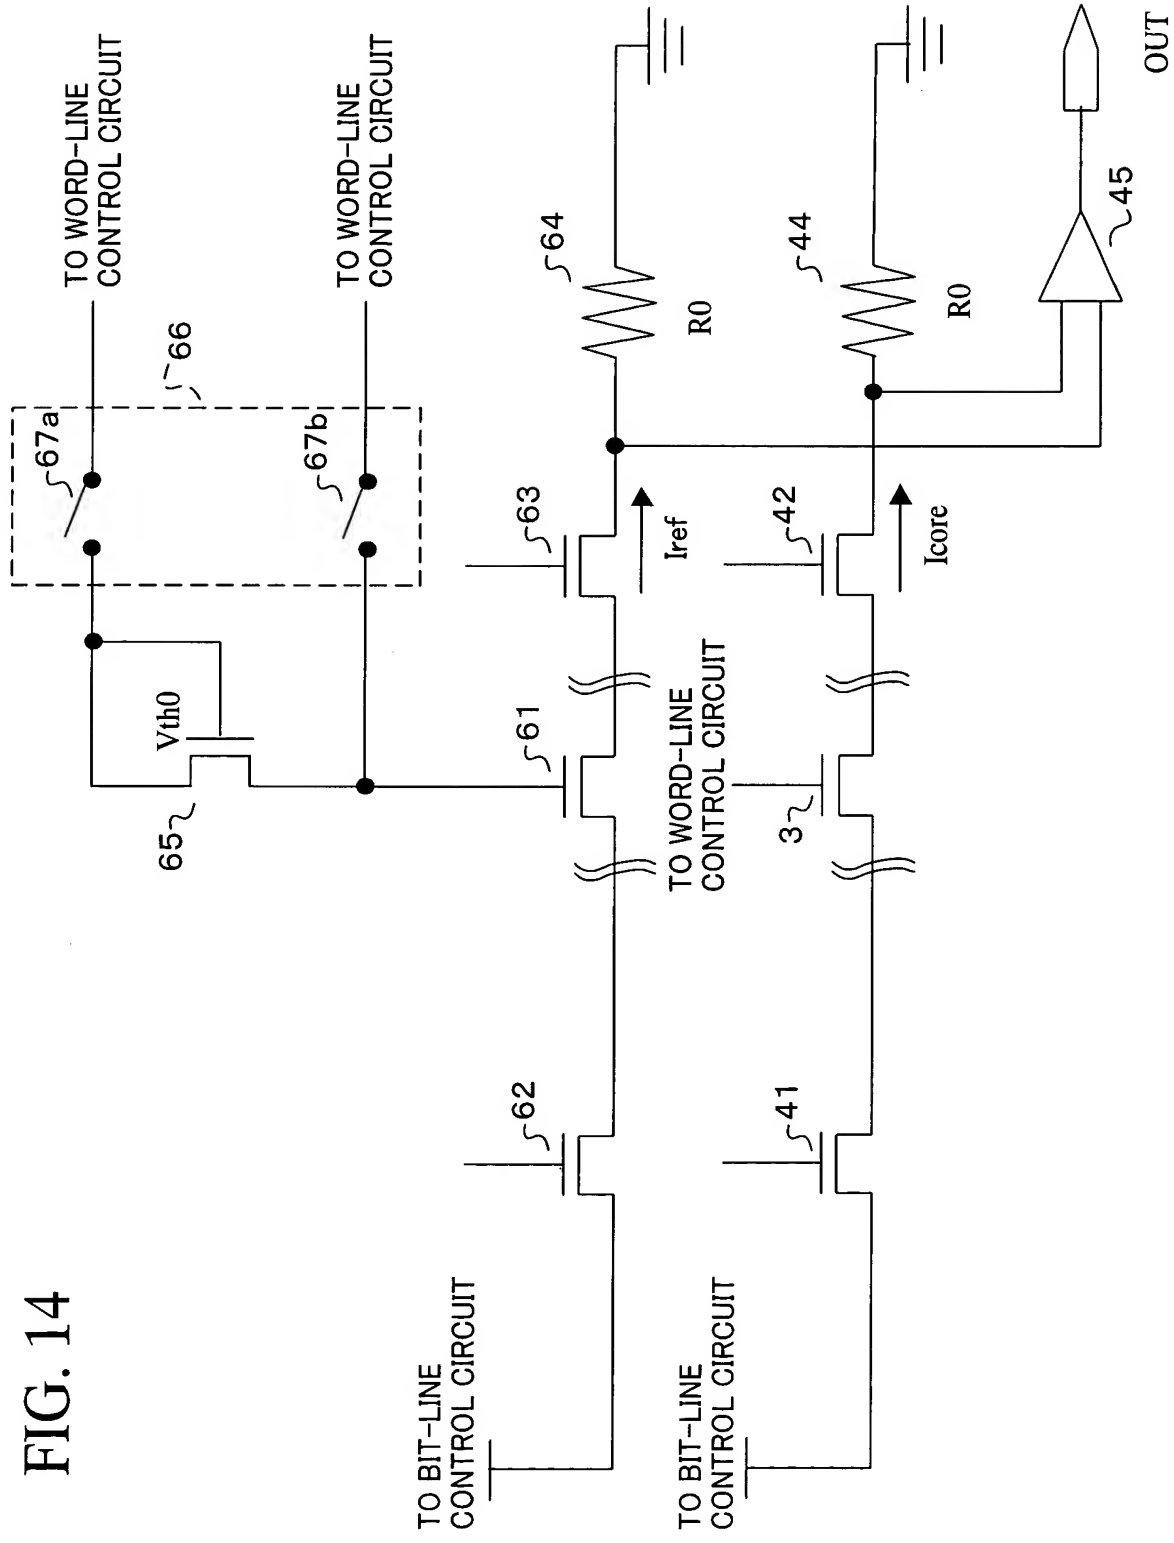 FIG. 14
TO WORD-LINE
CONTROL CIRCUIT
TO WORD-LINE
CONTROL CIRCUIT
66
67a
67b
Vth0
65
61
63
64
R0
Iref
62
TO BIT-LINE
CONTROL CIRCUIT
TO WORD-LINE
CONTROL CIRCUIT
3
42
44
R0
Icore
41
TO BIT-LINE
CONTROL CIRCUIT
45
OUT